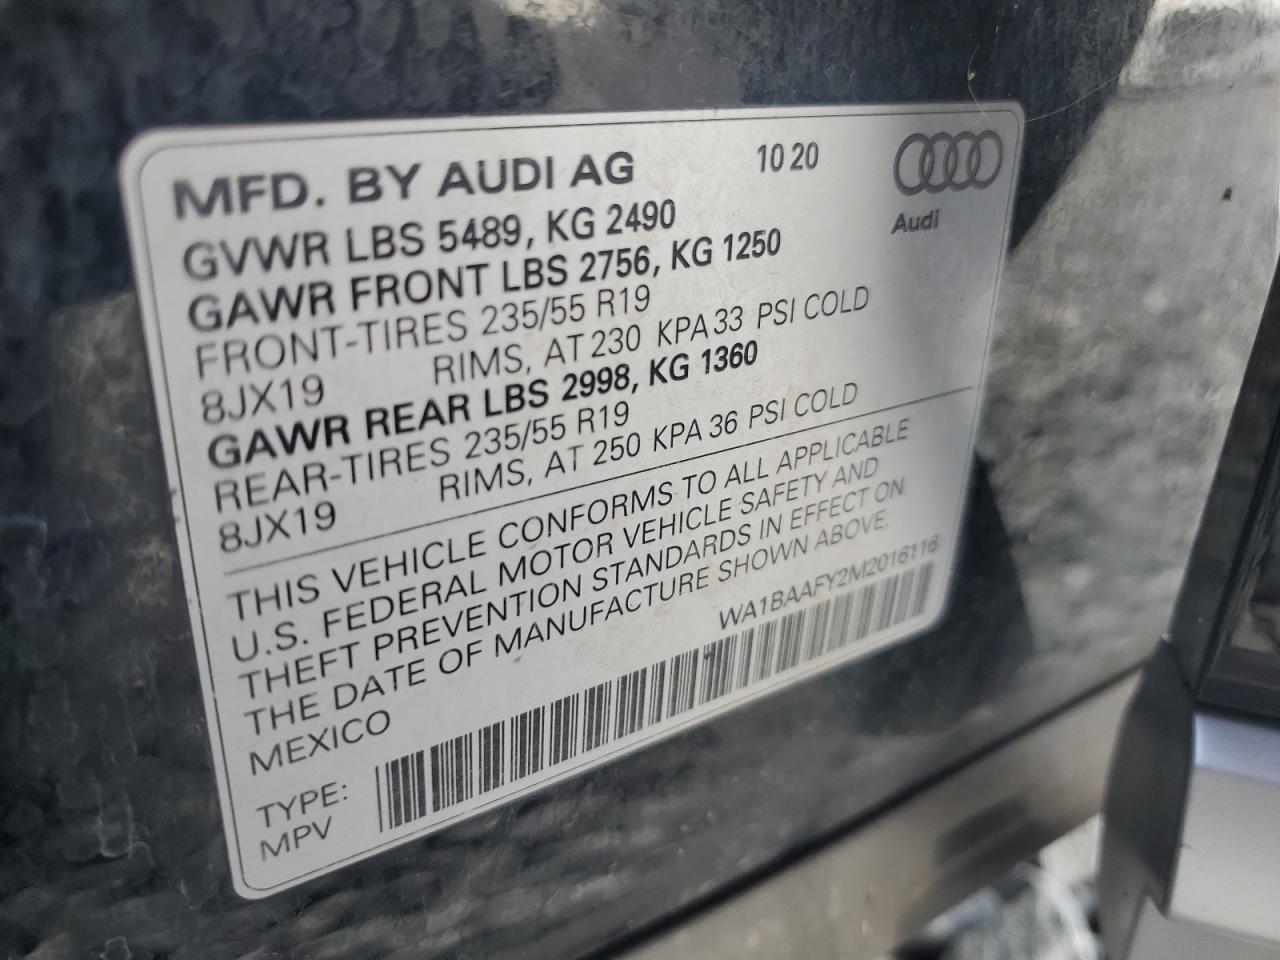 MFD. BY AUDI AG 10 20
Audi
GVWR LBS 5489, KG 2490
GAWR FRONT LBS 2756, KG 1250
FRONT-TIRES 235/55 R19
8JX19 RIMS, AT 230 KPA 33 PSI COLD
GAWR REAR LBS 2998, KG 1360
REAR-TIRES 235/55 R19
8JX19 RIMS, AT 250 KPA 36 PSI COLD
THIS VEHICLE CONFORMS TO ALL APPLICABLE
U.S. FEDERAL MOTOR VEHICLE SAFETY AND
THEFT PREVENTION STANDARDS IN EFFECT ON
THE DATE OF MANUFACTURE SHOWN ABOVE.
MEXICO WA1BAAFY2M2016116
TYPE:
MPV